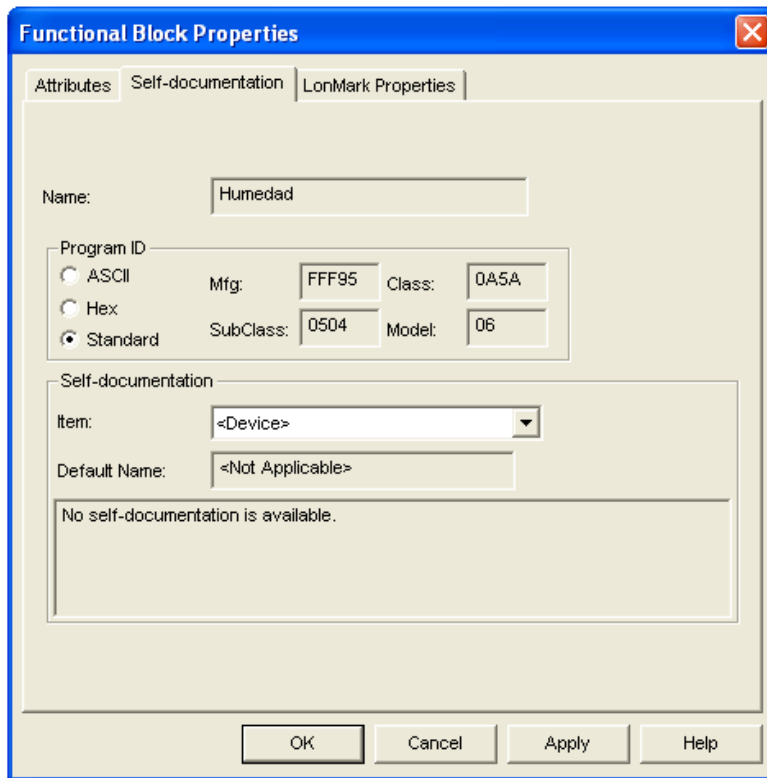 Functional Block Properties
Attributes Self-documentation LonMark Properties
Name: Humedad
Program ID
ASCII Mfg: FFF95 Class: 0A5A
Hex
Standard SubClass: 0504 Model: 06
Self-documentation
Item: <Device>
Default Name: <Not Applicable>
No self-documentation is available.
OK Cancel Apply Help